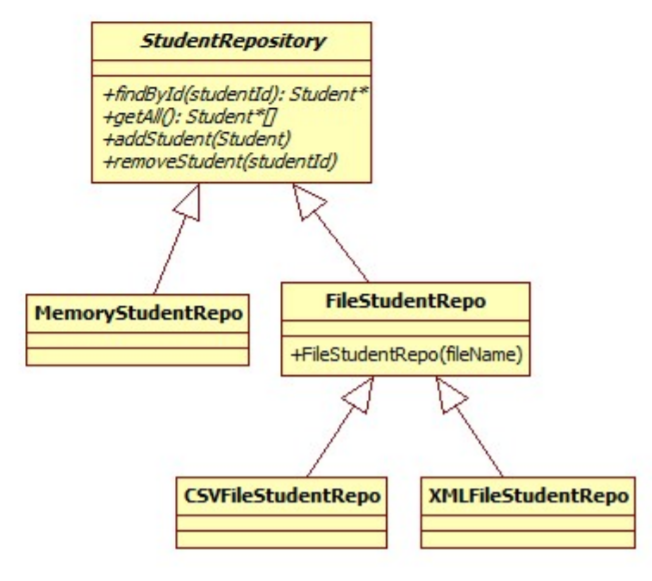 StudentRepository
+findById(studentId): Student*
+getAll(): Student*[]
+addStudent(Student)
+removeStudent(studentId)
MemoryStudentRepo
FileStudentRepo
+FileStudentRepo(fileName)
CSVFileStudentRepo
XMLFileStudentRepo